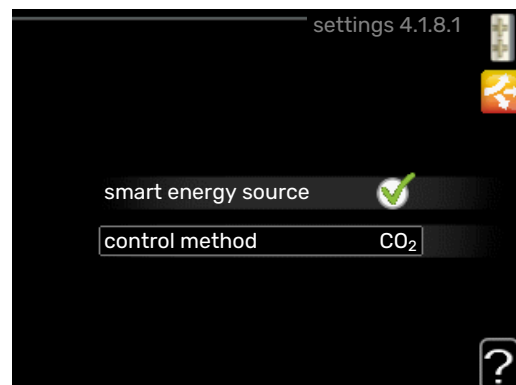 settings 4.1.8.1
smart energy source
control method CO₂
?